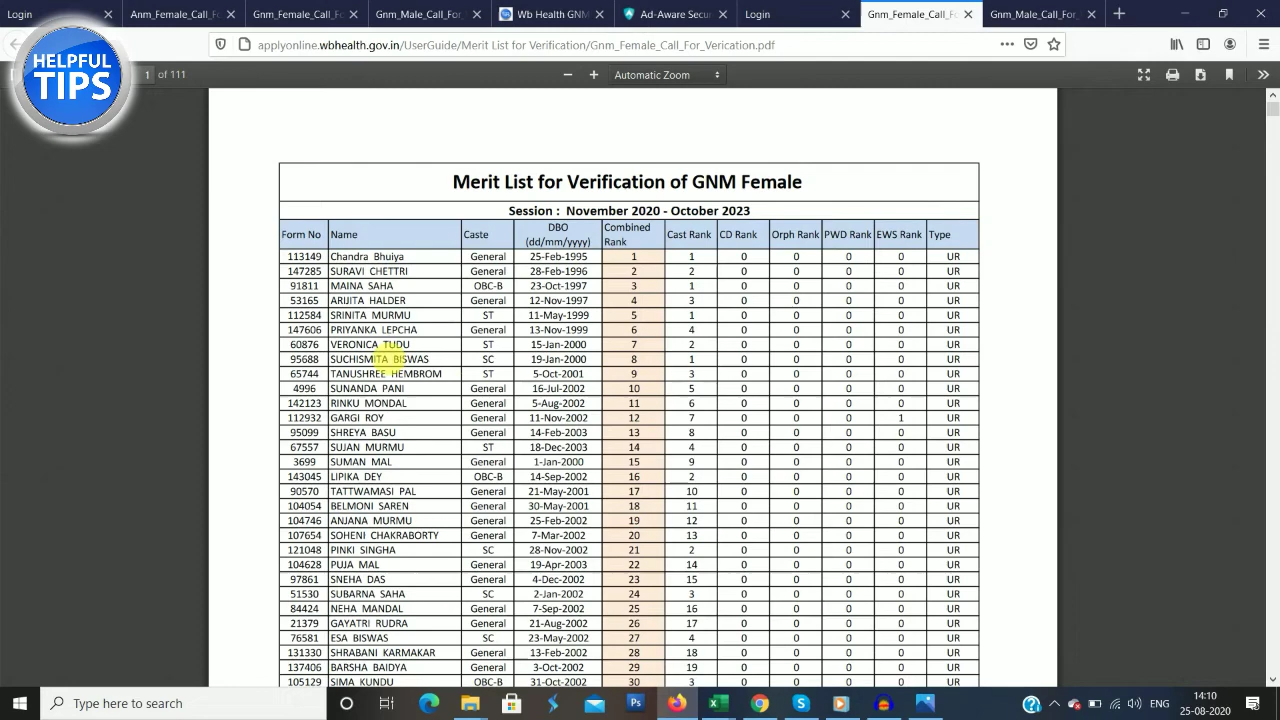 Login
Anm_Female_Call_F
Gnm_Female_Call_Fo
Gnm_Male_Call_For_
Wb Health GNM
Ad-Aware Secur
Login
Gnm_Female_Call_Fo
Gnm_Male_Call_For_
applyonline.wbhealth.gov.in/UserGuide/Merit List for Verification/Gnm_Female_Call_For_Verication.pdf
HELPFUL
TIPS
1 of 111
Automatic Zoom
Merit List for Verification of GNM Female
Session : November 2020 - October 2023
Form No Name Caste DBO (dd/mm/yyyy) Combined Rank Cast Rank CD Rank Orph Rank PWD Rank EWS Rank Type
113149 Chandra Bhuiya General 25-Feb-1995 1 1 0 0 0 0 UR
147285 SURAVI CHETTRI General 28-Feb-1996 2 2 0 0 0 0 UR
91811 MAINA SAHA OBC-B 23-Oct-1997 3 1 0 0 0 0 UR
53165 ARIJITA HALDER General 12-Nov-1997 4 3 0 0 0 0 UR
112584 SRINITA MURMU ST 11-May-1999 5 1 0 0 0 0 UR
147606 PRIYANKA LEPCHA General 13-Nov-1999 6 4 0 0 0 0 UR
60876 VERONICA TUDU ST 15-Jan-2000 7 2 0 0 0 0 UR
95688 SUCHISMITA BISWAS SC 19-Jan-2000 8 1 0 0 0 0 UR
65744 TANUSHREE HEMBROM ST 5-Oct-2001 9 3 0 0 0 0 UR
4996 SUNANDA PANI General 16-Jul-2002 10 5 0 0 0 0 UR
142123 RINKU MONDAL General 5-Aug-2002 11 6 0 0 0 0 UR
112932 GARGI ROY General 11-Nov-2002 12 7 0 0 0 1 UR
95099 SHREYA BASU General 14-Feb-2003 13 8 0 0 0 0 UR
67557 SUJAN MURMU ST 18-Dec-2003 14 4 0 0 0 0 UR
3699 SUMAN MAL General 1-Jan-2000 15 9 0 0 0 0 UR
143045 LIPIKA DEY OBC-B 14-Sep-2002 16 2 0 0 0 0 UR
90570 TATTWAMASI PAL General 21-May-2001 17 10 0 0 0 0 UR
104054 BELMONI SAREN General 30-May-2001 18 11 0 0 0 0 UR
104746 ANJANA MURMU General 25-Feb-2002 19 12 0 0 0 0 UR
107654 SOHENI CHAKRABORTY General 7-Mar-2002 20 13 0 0 0 0 UR
121048 PINKI SINGHA SC 28-Nov-2002 21 2 0 0 0 0 UR
104628 PUJA MAL General 19-Apr-2003 22 14 0 0 0 0 UR
97861 SNEHA DAS General 4-Dec-2002 23 15 0 0 0 0 UR
51530 SUBARNA SAHA SC 2-Jan-2002 24 3 0 0 0 0 UR
84424 NEHA MANDAL General 7-Sep-2002 25 16 0 0 0 0 UR
21379 GAYATRI RUDRA General 21-Aug-2002 26 17 0 0 0 0 UR
76581 ESA BISWAS SC 23-May-2002 27 4 0 0 0 0 UR
131330 SHRABANI KARMAKAR General 13-Feb-2002 28 18 0 0 0 0 UR
137406 BARSHA BAIDYA General 3-Oct-2002 29 19 0 0 0 0 UR
105129 SIMA KUNDU OBC-B 31-Oct-2002 30 3 0 0 0 0 UR
Type here to search
Ps
14:10
25-08-2020